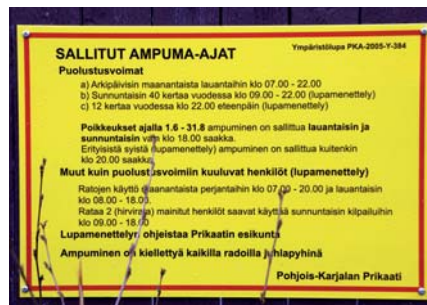 Ympäristölupa PKA-2005-Y-384
SALLITUT AMPUMA-AJAT
Puolustusvoimat
a) Arkipäivisin maanantaista lauantaihin klo 07.00 - 22.00
b) Sunnuntaisin 40 kertaa vuodessa klo 09.00 - 22.00 (lupamenettely)
c) 12 kertaa vuodessa klo 22.00 eteenpäin (lupamenettely)
Poikkeukset ajalla 1.6 - 31.8 ampuminen on sallittua lauantaisin ja
sunnuntaisin vain klo 18.00 saakka.
Erityisistä syistä (lupamenettely) ampuminen on sallittua kuitenkin
klo 20.00 saakka.
Muut kuin puolustusvoimiin kuuluvat henkilöt (lupamenettely)
Ratojen käyttö maanantaista perjantaihin klo 07.00 - 20.00 ja lauantaisin
klo 08.00 - 18.00.
Rataa 2 (hirvirata) mainitut henkilöt saavat käyttää sunnuntaisin kilpailuihin
klo 09.00 - 18.00
Lupamenettelyn ohjeistaa Prikaatin esikunta
Ampuminen on kiellettyä kaikilla radoilla juhlapyhinä
Pohjois-Karjalan Prikaati